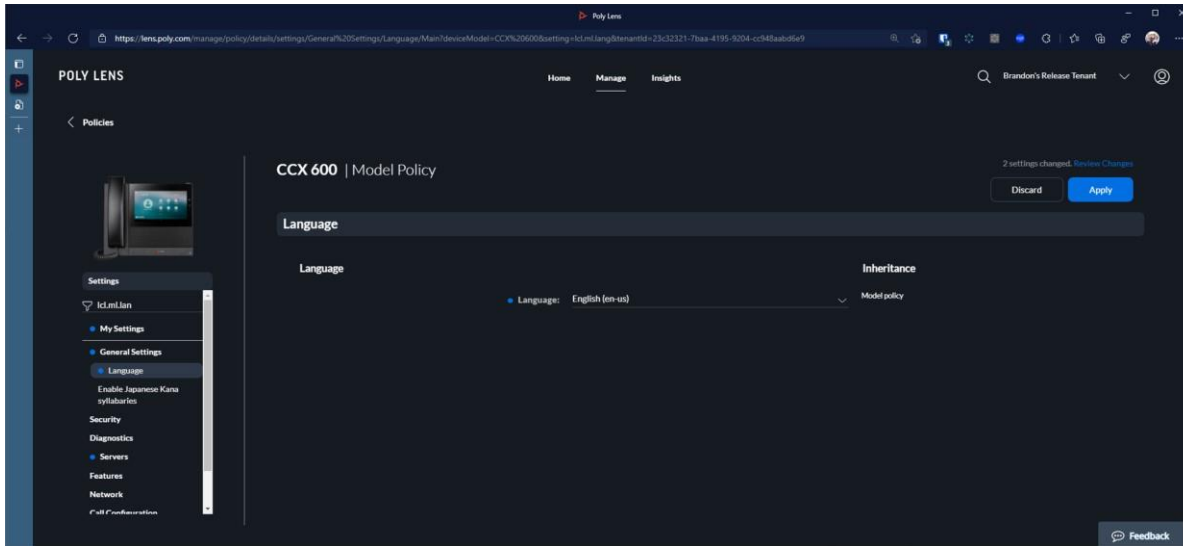 Poly Lens
https://lens.poly.com/manage/policy/details/settings/General%20Settings/Language/Main?deviceModel=CCX%20600&setting=lcl.ml.lang&tenantId=23c32321-7baa-4195-9204-cc948aabd6e9
POLY LENS
Home Manage Insights
Brandon's Release Tenant
Policies
CCX 600 | Model Policy
2 settings changed. Review Changes
Discard Apply
Language
Language Inheritance
Language: English (en-us) Model policy
Settings
lcl.ml.lan
My Settings
General Settings
Language
Enable Japanese Kana
syllabaries
Security
Diagnostics
Servers
Features
Network
Call Configuration
Feedback